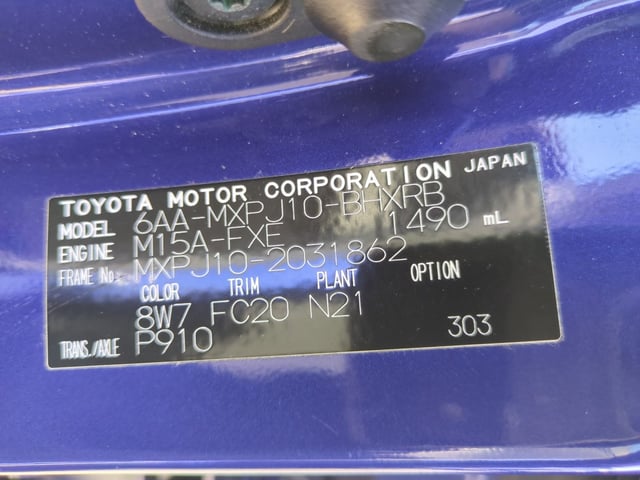 TOYOTA MOTOR CORPORATION JAPAN
MODEL 6AA-MXPJ10-BHXRB
ENGINE M15A-FXE 1490 mL
FRAME No. MXPJ10-2031862
COLOR TRIM PLANT OPTION
8W7 FC20 N21
TRANS./AXLE P910 303